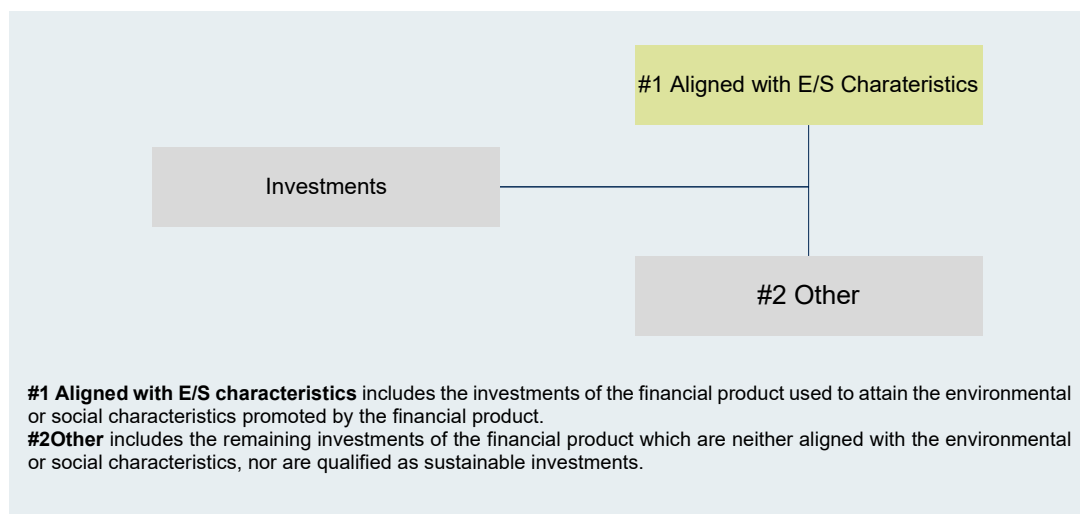 #1 Aligned with E/S Charateristics
Investments
#2 Other
#1 Aligned with E/S characteristics includes the investments of the financial product used to attain the environmental
or social characteristics promoted by the financial product.
#2Other includes the remaining investments of the financial product which are neither aligned with the environmental
or social characteristics, nor are qualified as sustainable investments.